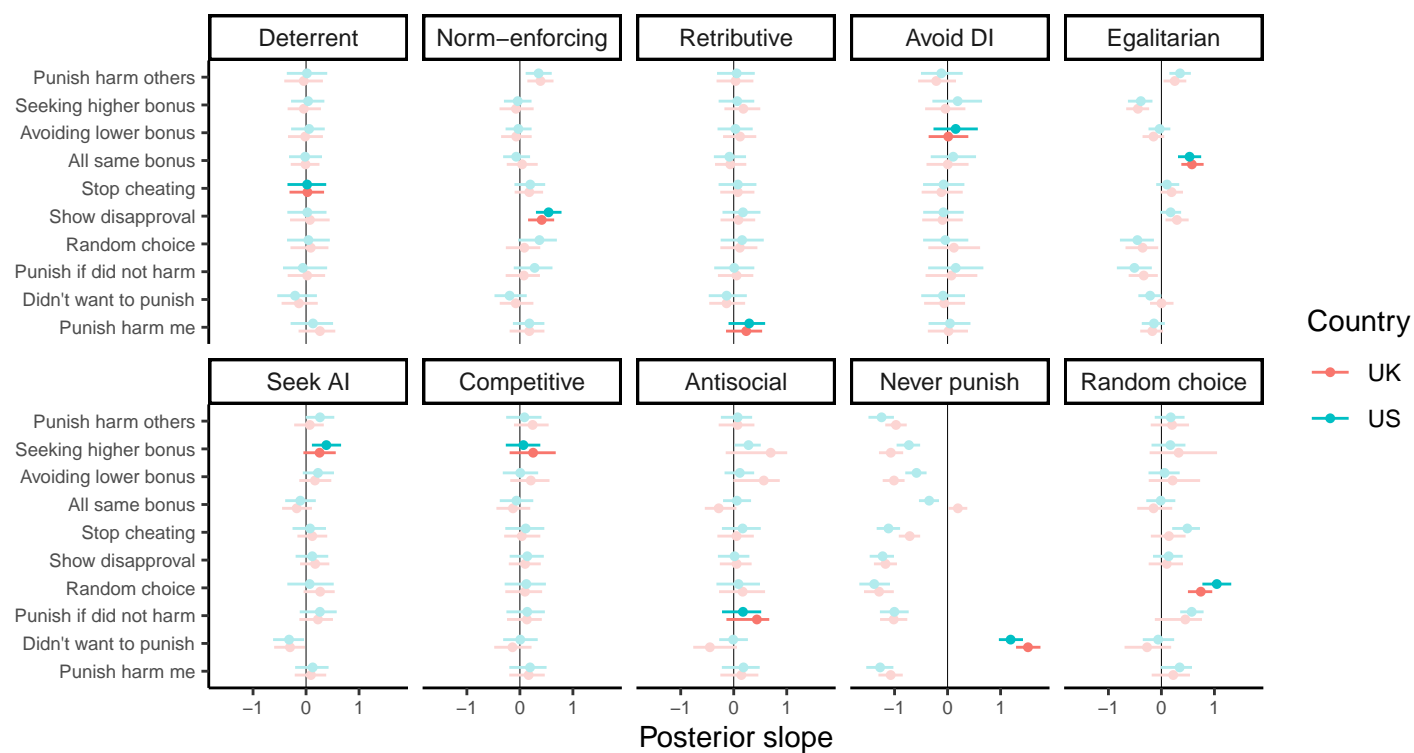 Deterrent Norm−enforcing Retributive Avoid DI Egalitarian
Punish harm others
Seeking higher bonus
Avoiding lower bonus
All same bonus
Stop cheating
Show disapproval
Random choice
Punish if did not harm
Didn't want to punish
Punish harm me
Seek AI Competitive Antisocial Never punish Random choice
Punish harm others
Seeking higher bonus
Avoiding lower bonus
All same bonus
Stop cheating
Show disapproval
Random choice
Punish if did not harm
Didn't want to punish
Punish harm me
−1 0 1 −1 0 1 −1 0 1 −1 0 1 −1 0 1
Posterior slope
Country
UK
US